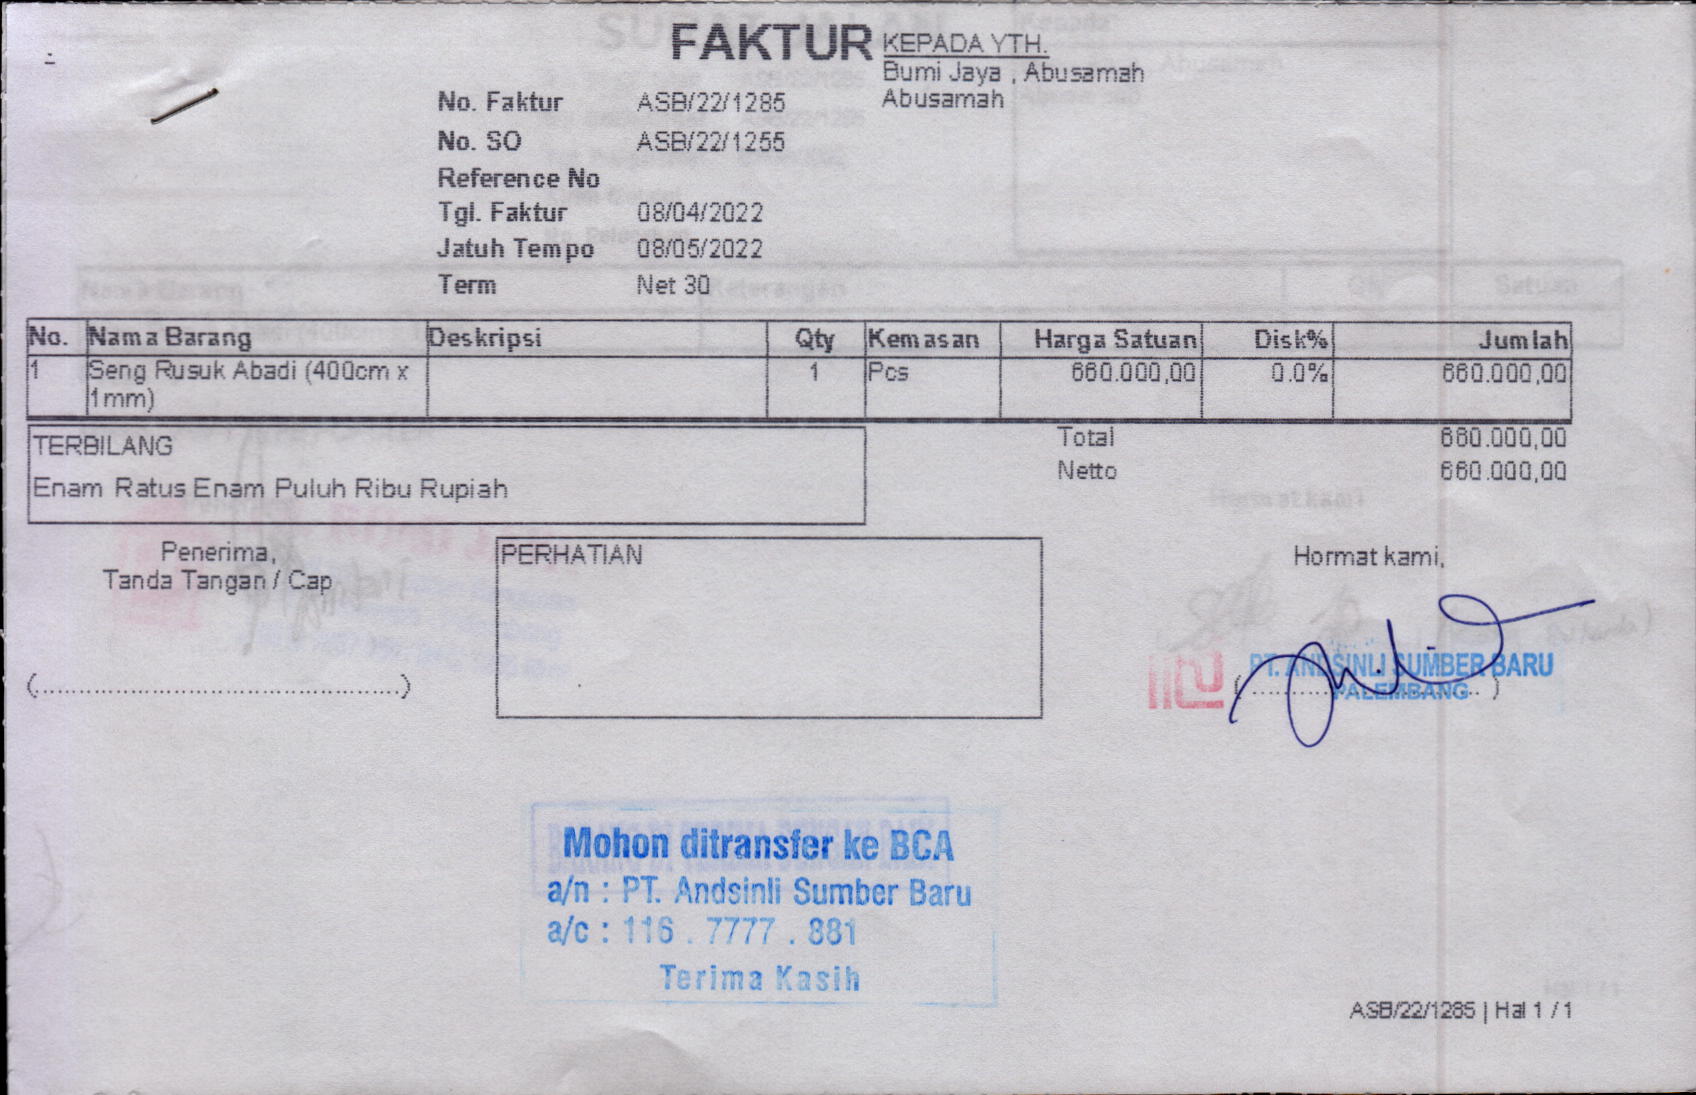 FAKTUR
KEPADA YTH.
Bumi Jaya , Abusamah
Abusamah
No. Faktur ASB/22/1285
No. SO ASB/22/1255
Reference No
Tgl. Faktur 08/04/2022
Jatuh Tempo 08/05/2022
Term Net 30
No. Nama Barang Deskripsi Qty Kemasan Harga Satuan Disk% Jumlah
1 Seng Rusuk Abadi (400cm x 1 Pcs 660.000,00 0.0% 660.000,00
1mm)
TERBILANG
Enam Ratus Enam Puluh Ribu Rupiah
Total 660.000,00
Netto 660.000,00
Penerima,
Tanda Tangan / Cap
(..........................................)
PERHATIAN
Hormat kami,
PT. ANDSINLI SUMBER BARU
PALEMBANG
Mohon ditransfer ke BCA
a/n : PT. Andsinli Sumber Baru
a/c : 116 . 7777 . 881
Terima Kasih
ASB/22/1285 | Hal 1 / 1